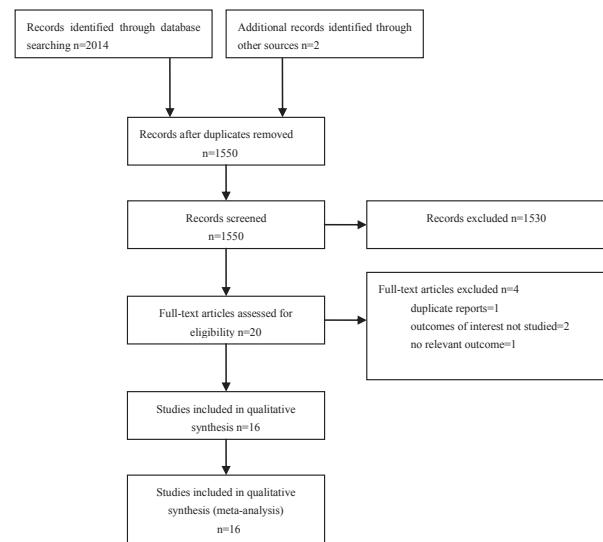 Records identified through database
searching n=2014
Additional records identified through
other sources n=2
Records after duplicates removed
n=1550
Records screened
n=1550
Records excluded n=1530
Full-text articles assessed for
eligibility n=20
Full-text articles excluded n=4
duplicate reports=1
outcomes of interest not studied=2
no relevant outcome=1
Studies included in qualitative
synthesis n=16
Studies included in qualitative
synthesis (meta-analysis)
n=16